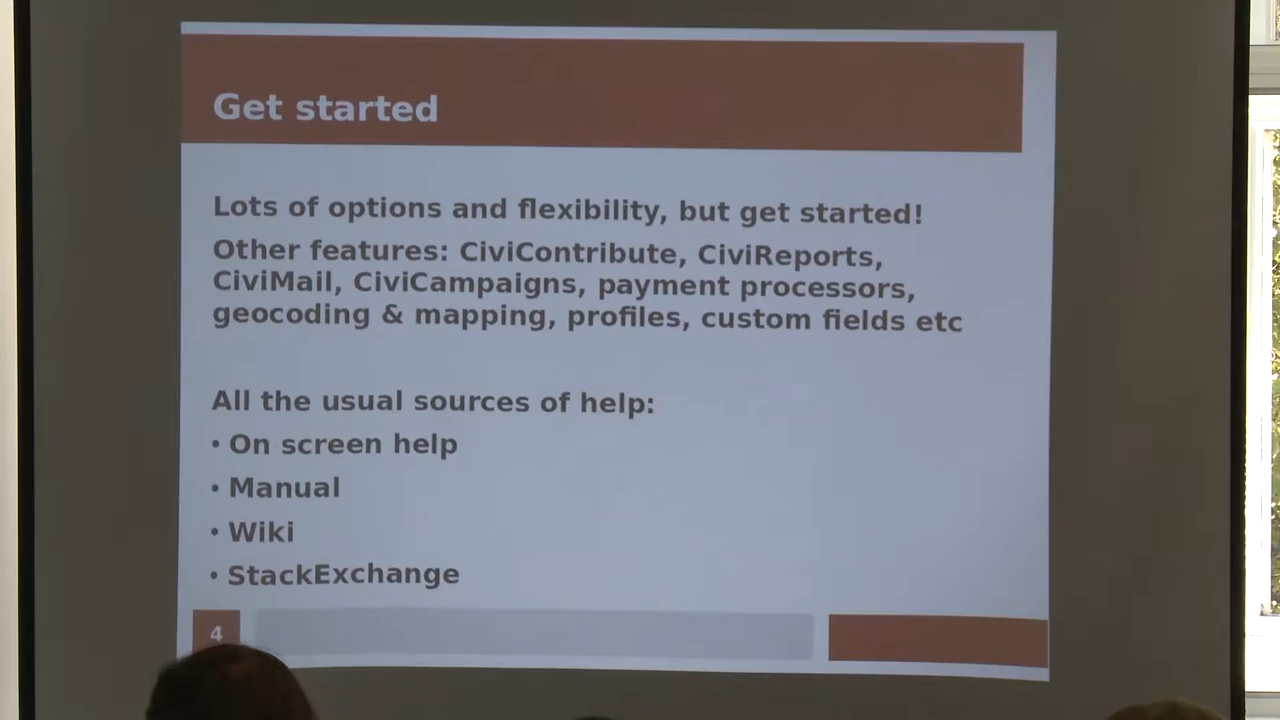 Get started
Lots of options and flexibility, but get started!
Other features: CiviContribute, CiviReports,
CiviMail, CiviCampaigns, payment processors,
geocoding & mapping, profiles, custom fields etc
All the usual sources of help:
• On screen help
• Manual
• Wiki
• StackExchange
4